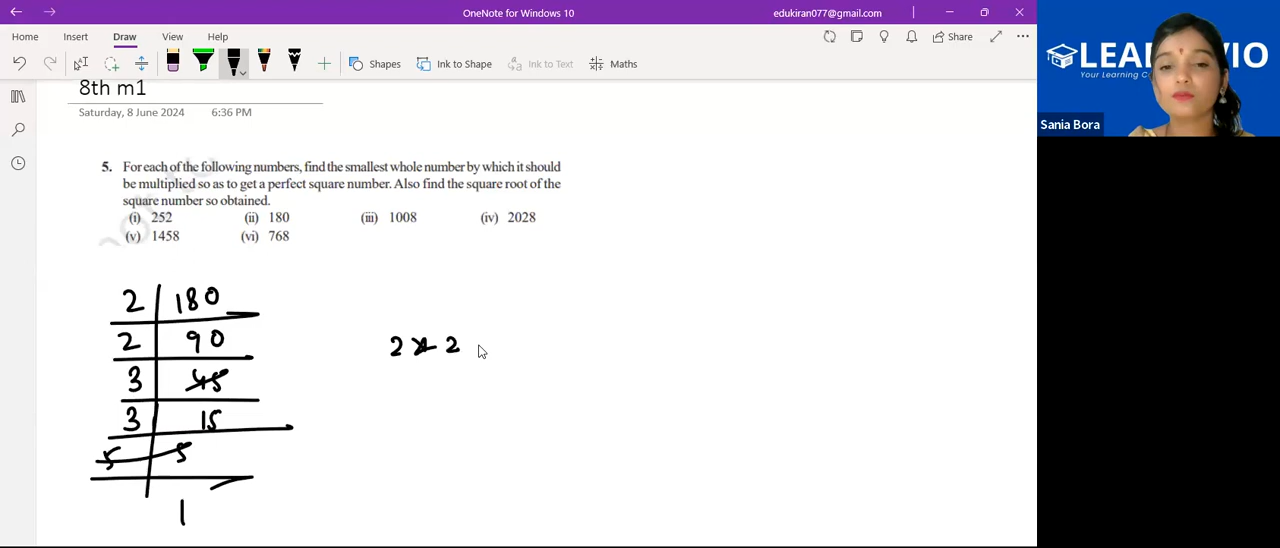 OneNote for Windows 10
edukiran077@gmail.com
Home Insert Draw View Help
Share
Shapes Ink to Shape Ink to Text Maths
8th m1
Saturday, 8 June 2024 6:36 PM
5. For each of the following numbers, find the smallest whole number by which it should
be multiplied so as to get a perfect square number. Also find the square root of the
square number so obtained.
(i) 252 (ii) 180 (iii) 1008 (iv) 2028
(v) 1458 (vi) 768
2 180
2 90
3 45
3 15
5 5
1
2 × 2
Your Learning
Sania Bora